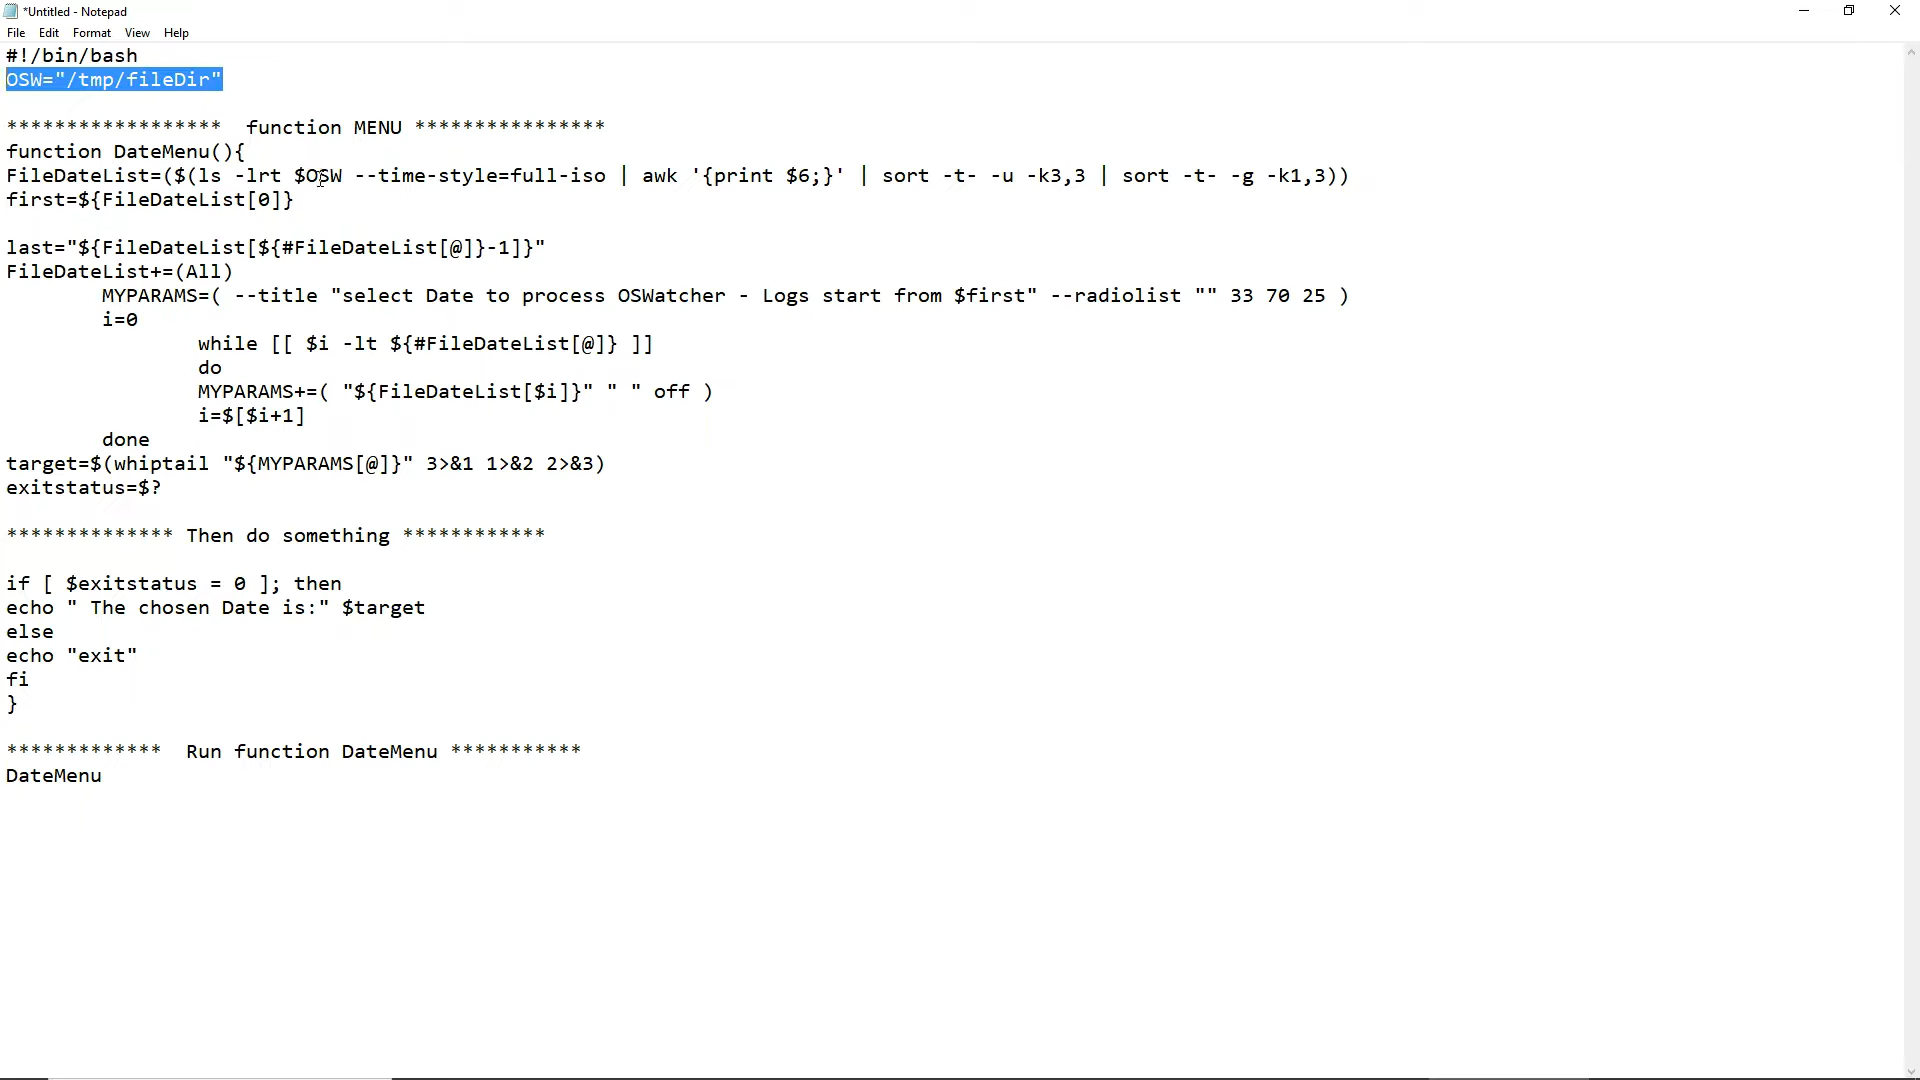 *Untitled - Notepad
File Edit Format View Help
#!/bin/bash
OSW="/tmp/fileDir"
****************** function MENU ****************
function DateMenu(){
FileDateList=($(ls -lrt $OSW --time-style=full-iso | awk '{print $6;}' | sort -t- -u -k3,3 | sort -t- -g -k1,3))
first=${FileDateList[0]}
last="${FileDateList[${#FileDateList[@]}-1]}"
FileDateList+=(All)
MYPARAMS=( --title "select Date to process OSWatcher - Logs start from $first" --radiolist "" 33 70 25 )
i=0
while [[ $i -lt ${#FileDateList[@]} ]]
do
MYPARAMS+=( "${FileDateList[$i]}" " " off )
i=$[$i+1]
done
target=$(whiptail "${MYPARAMS[@]}" 3>&1 1>&2 2>&3)
exitstatus=$?
************** Then do something ************
if [ $exitstatus = 0 ]; then
echo " The chosen Date is:" $target
else
echo "exit"
fi
}
************* Run function DateMenu ***********
DateMenu